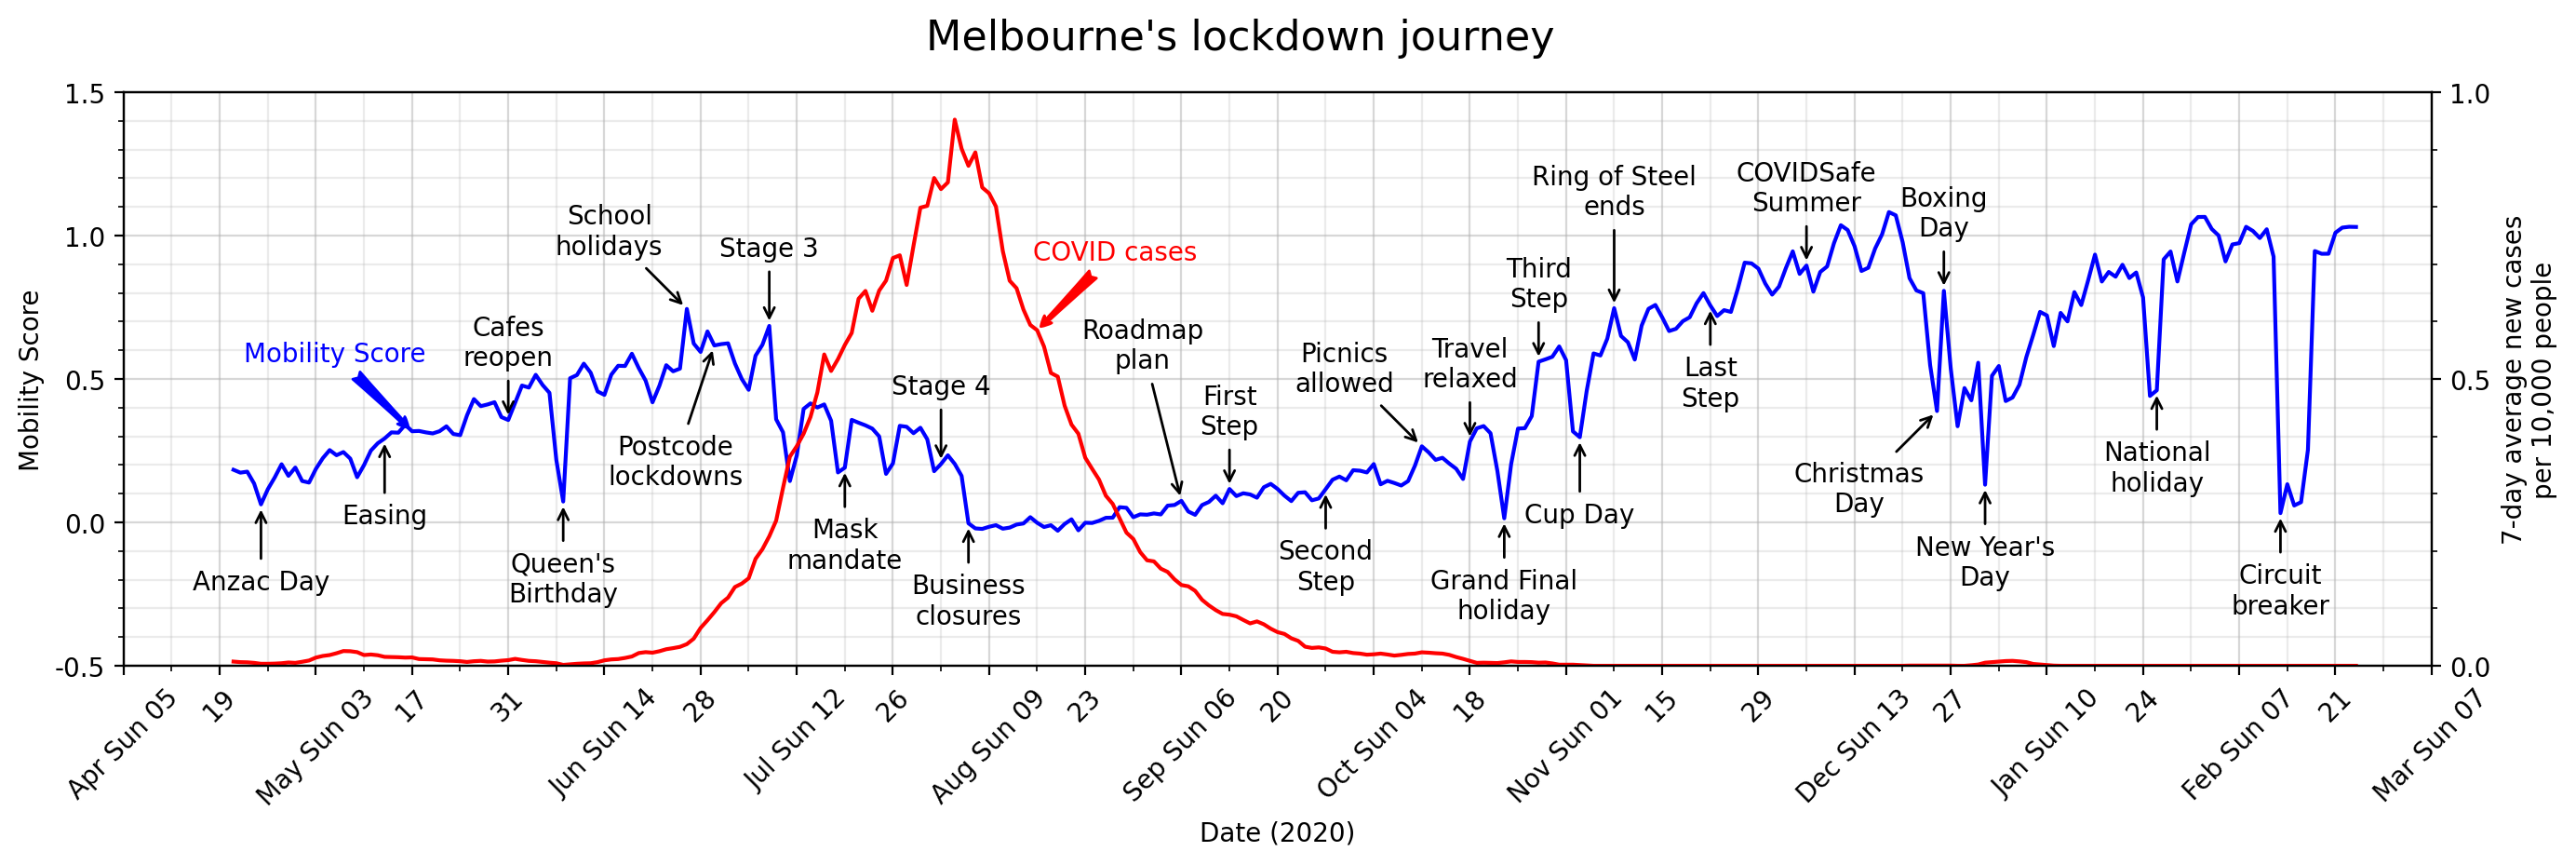 Melbourne's lockdown journey
1.5
1.0
0.5
0.0
-0.5
Mobility Score
1.0
0.5
0.0
7-day average new cases
per 10,000 people
Mobility Score
COVID cases
Anzac Day
Easing
Cafes
reopen
Queen's
Birthday
School
holidays
Postcode
lockdowns
Stage 3
Mask
mandate
Stage 4
Business
closures
Roadmap
plan
First
Step
Second
Step
Picnics
allowed
Travel
relaxed
Grand Final
holiday
Third
Step
Cup Day
Ring of Steel
ends
Last
Step
COVIDSafe
Summer
Christmas
Day
Boxing
Day
New Year's
Day
National
holiday
Circuit
breaker
Apr Sun 05
19
May Sun 03
17
31
Jun Sun 14
28
Jul Sun 12
26
Aug Sun 09
23
Sep Sun 06
20
Oct Sun 04
18
Nov Sun 01
15
29
Dec Sun 13
27
Jan Sun 10
24
Feb Sun 07
21
Mar Sun 07
Date (2020)